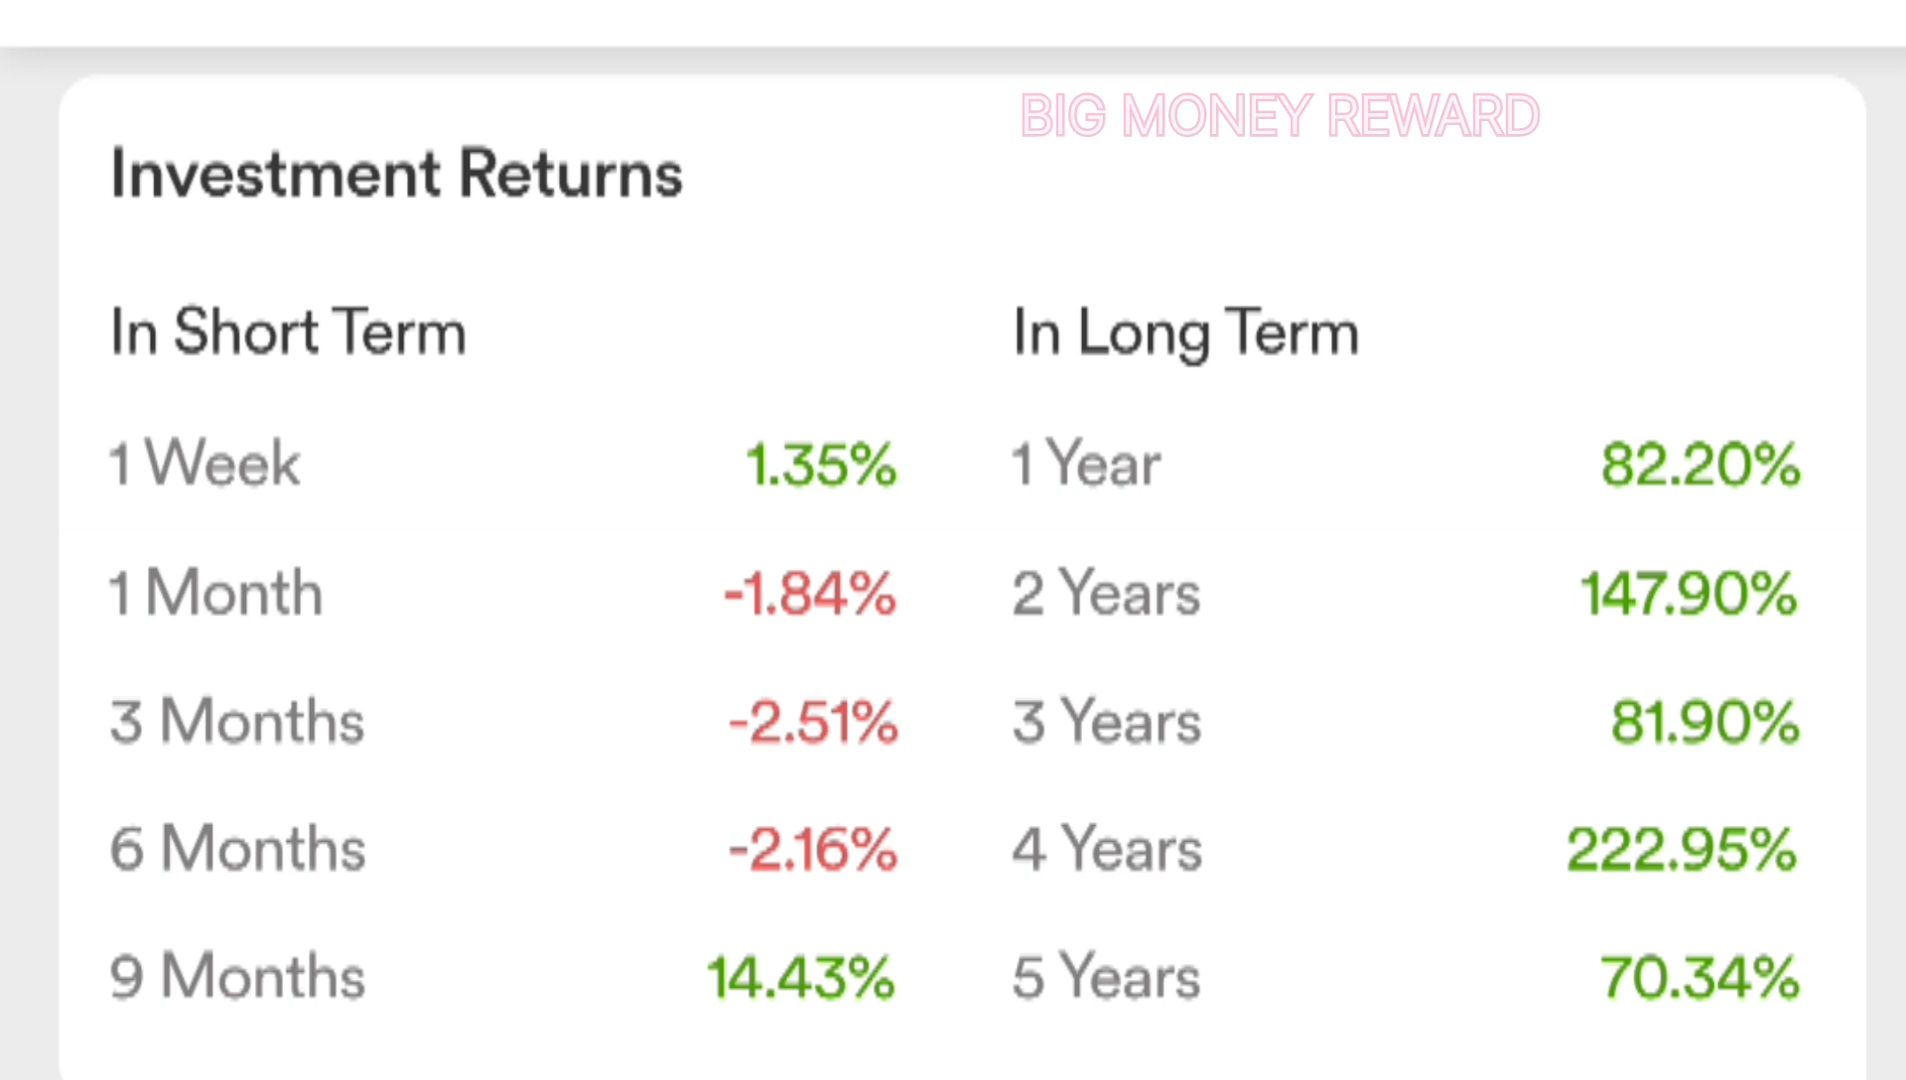 BIG MONEY REWARD
Investment Returns
In Short Term
1 Week 1.35%
1 Month -1.84%
3 Months -2.51%
6 Months -2.16%
9 Months 14.43%
In Long Term
1 Year 82.20%
2 Years 147.90%
3 Years 81.90%
4 Years 222.95%
5 Years 70.34%